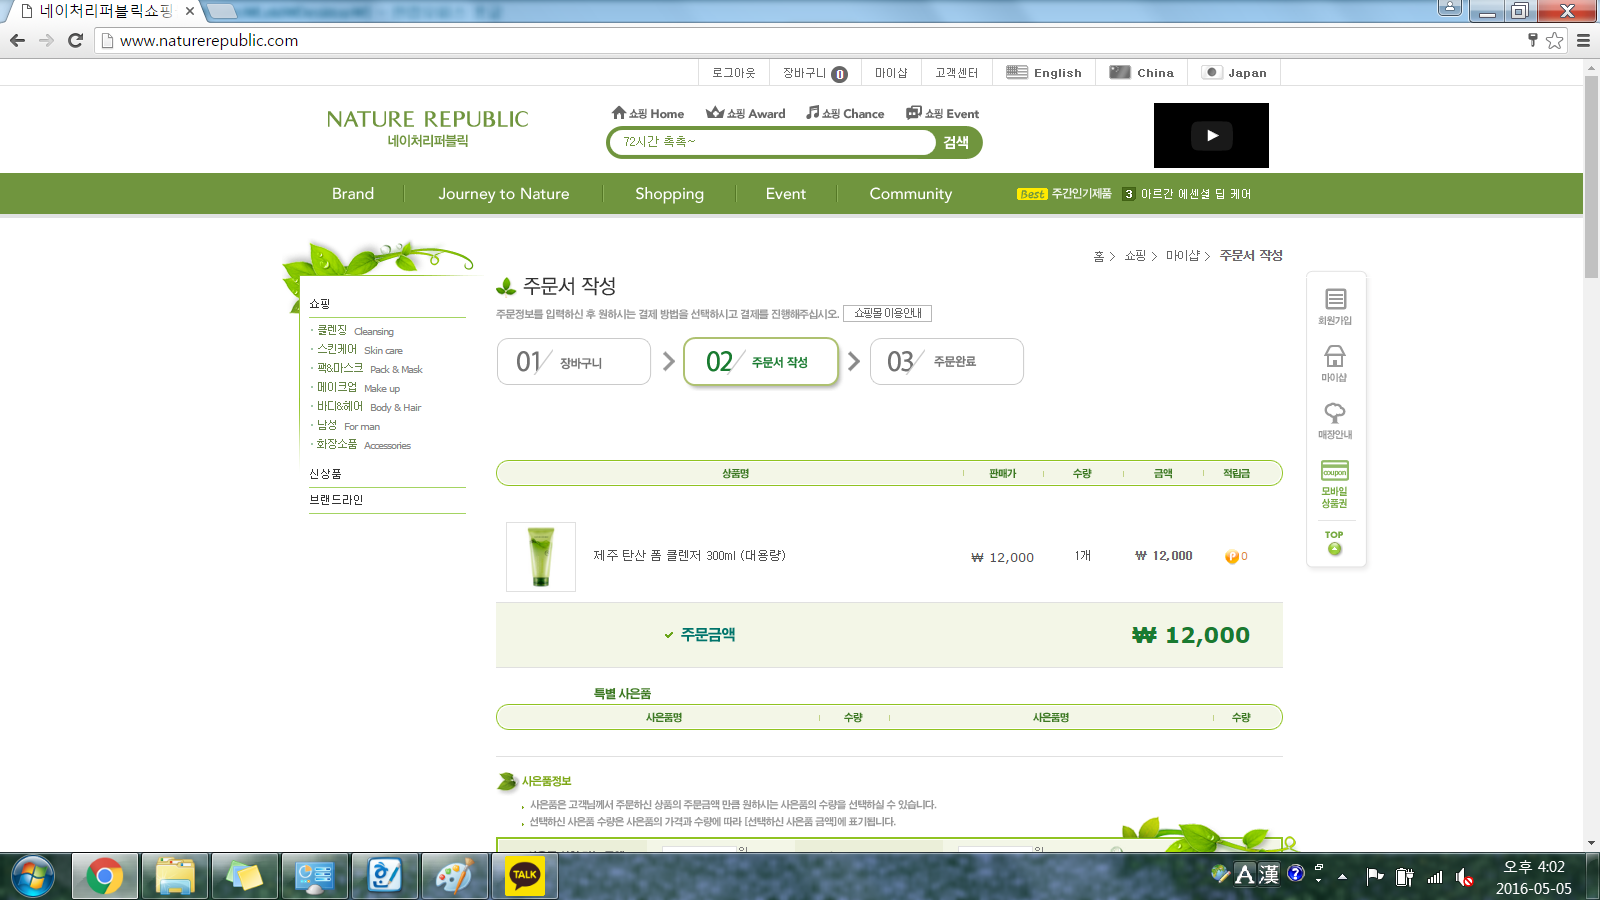 네이처리퍼블릭쇼핑
www.naturerepublic.com
로그아웃 장바구니 0 마이샵 고객센터 English China Japan
NATURE REPUBLIC
네이처리퍼블릭
쇼핑 Home 쇼핑 Award 쇼핑 Chance 쇼핑 Event
72시간 촉촉~ 검색
Brand Journey to Nature Shopping Event Community Best 주간인기제품 3 아르간 에센셜 딥 케어
홈 > 쇼핑 > 마이샵 > 주문서 작성
주문서 작성
주문정보를 입력하신 후 원하시는 결제 방법을 선택하시고 결제를 진행해주십시오. 쇼핑몰 이용안내
01 장바구니 > 02 주문서 작성 > 03 주문완료
쇼핑
· 클렌징 Cleansing
· 스킨케어 Skin care
· 팩&마스크 Pack & Mask
· 메이크업 Make up
· 바디&헤어 Body & Hair
· 남성 For man
· 화장소품 Accessories
신상품
브랜드라인
상품명 판매가 수량 금액 적립금
제주 탄산 폼 클렌저 300ml (대용량) ₩ 12,000 1개 ₩ 12,000 P 0
주문금액 ₩ 12,000
특별 사은품
사은품명 수량 사은품명 수량
사은품정보
사은품은 고객님께서 주문하신 상품의 주문금액 만큼 원하시는 사은품의 수량을 선택하실 수 있습니다.
선택하신 사은품 수량은 사은품의 가격과 수량에 따라 [선택하신 사은품 금액]에 표기됩니다.
회원가입
마이샵
매장안내
coupon
모바일
상품권
TOP
TALK
A 漢
오후 4:02
2016-05-05